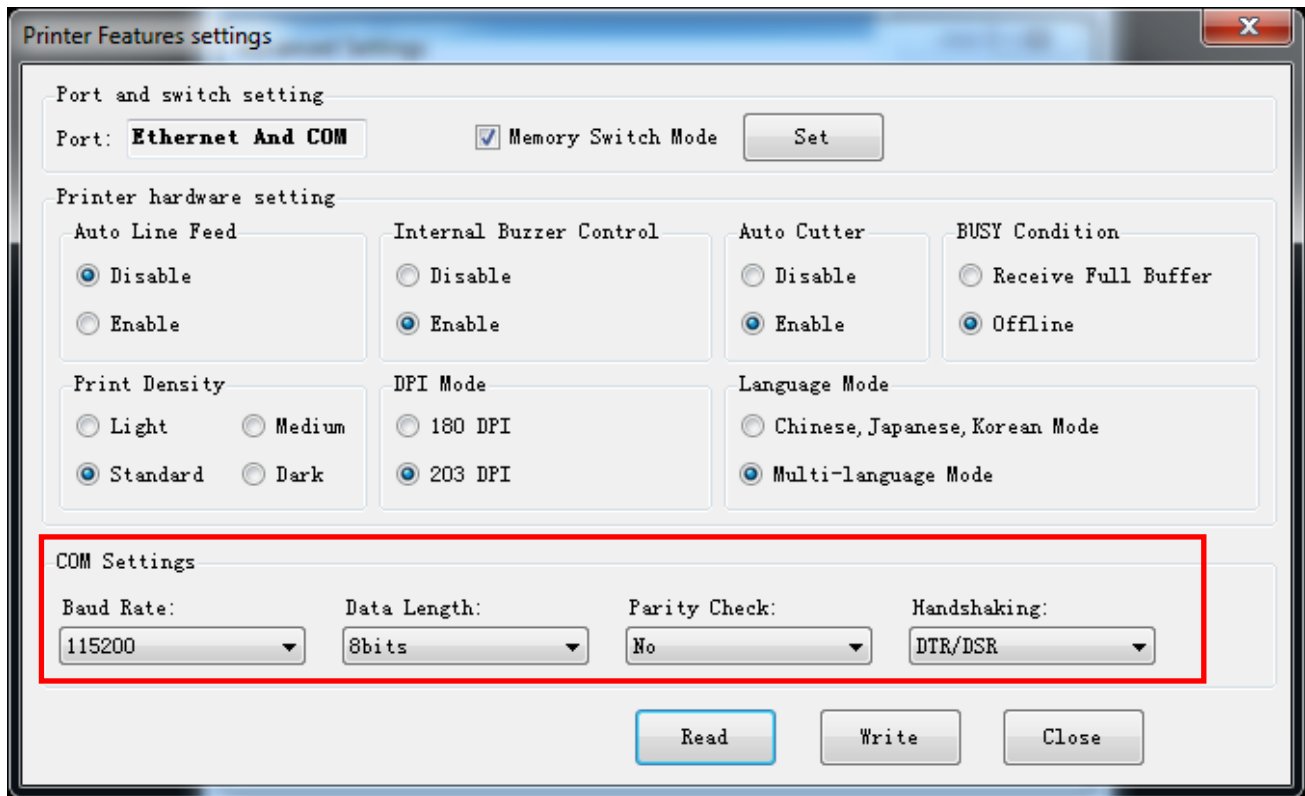 Printer Features settings
Port and switch setting
Port: Ethernet And COM Memory Switch Mode Set
Printer hardware setting
Auto Line Feed Internal Buzzer Control Auto Cutter BUSY Condition
Disable Disable Disable Receive Full Buffer
Enable Enable Enable Offline
Print Density DPI Mode Language Mode
Light Medium 180 DPI Chinese,Japanese,Korean Mode
Standard Dark 203 DPI Multi-language Mode
COM Settings
Baud Rate: Data Length: Parity Check: Handshaking:
115200 8bits No DTR/DSR
Read Write Close